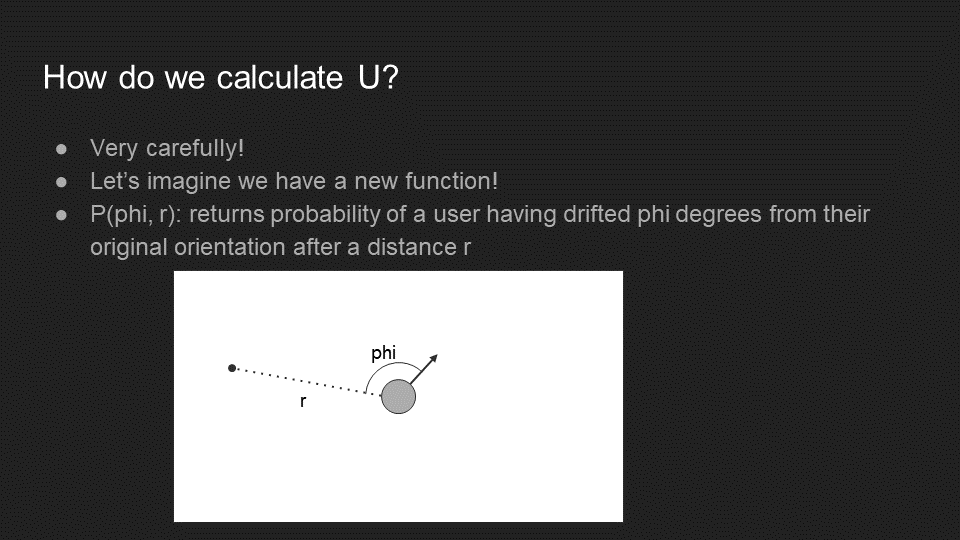 How do we calculate U?
● Very carefully!
● Let's imagine we have a new function!
● P(phi, r): returns probability of a user having drifted phi degrees from their
original orientation after a distance r
phi
r